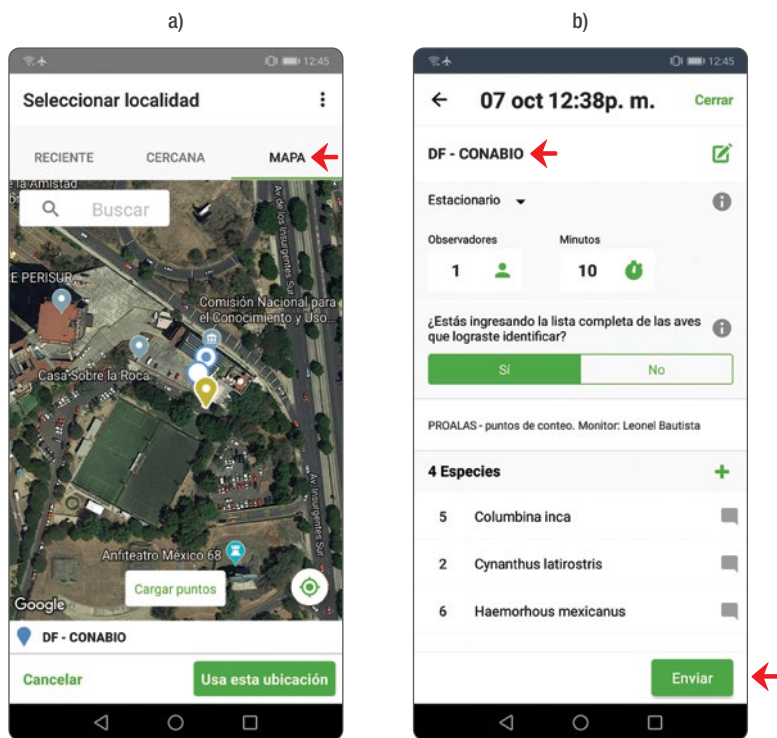 a)
12:45
Seleccionar localidad
RECIENTE
CERCANA
MAPA
la Amistad
Buscar
Av. de los Insurgentes Sur
E PERISUR
Comisión Nacional para
el Conocimiento y Uso...
Casa Sobre la Roca
Av. Insurgentes Sur
Anfiteatro México 68
Cargar puntos
Google
DF - CONABIO
Cancelar
Usa esta ubicación
b)
12:45
07 oct 12:38p. m.
Cerrar
DF - CONABIO
Estacionario
Observadores
Minutos
1
10
¿Estás ingresando la lista completa de las aves
que lograste identificar?
Sí
No
PROALAS - puntos de conteo. Monitor: Leonel Bautista
4 Especies
5 Columbina inca
2 Cynanthus latirostris
6 Haemorhous mexicanus
Enviar